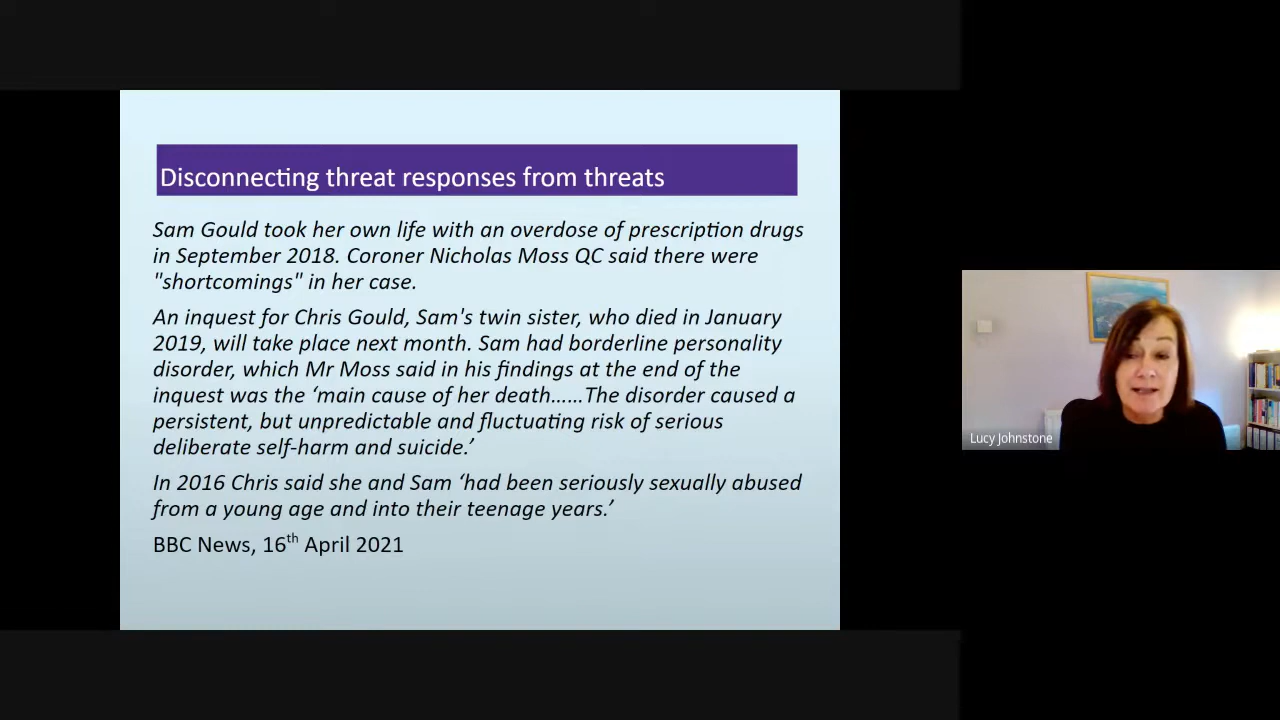 Disconnecting threat responses from threats
Sam Gould took her own life with an overdose of prescription drugs
in September 2018. Coroner Nicholas Moss QC said there were
"shortcomings" in her case.
An inquest for Chris Gould, Sam's twin sister, who died in January
2019, will take place next month. Sam had borderline personality
disorder, which Mr Moss said in his findings at the end of the
inquest was the ‘main cause of her death……The disorder caused a
persistent, but unpredictable and fluctuating risk of serious
deliberate self-harm and suicide.’
In 2016 Chris said she and Sam ‘had been seriously sexually abused
from a young age and into their teenage years.’
BBC News, 16th April 2021
Lucy Johnstone